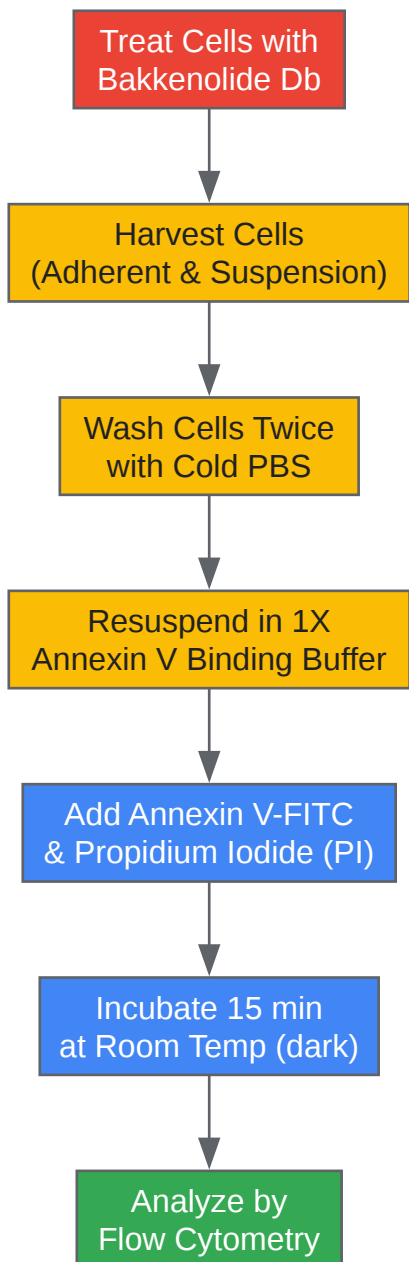 Treat Cells with
Bakkenolide Db
Harvest Cells
(Adherent & Suspension)
Wash Cells Twice
with Cold PBS
Resuspend in 1X
Annexin V Binding Buffer
Add Annexin V-FITC
& Propidium Iodide (PI)
Incubate 15 min
at Room Temp (dark)
Analyze by
Flow Cytometry